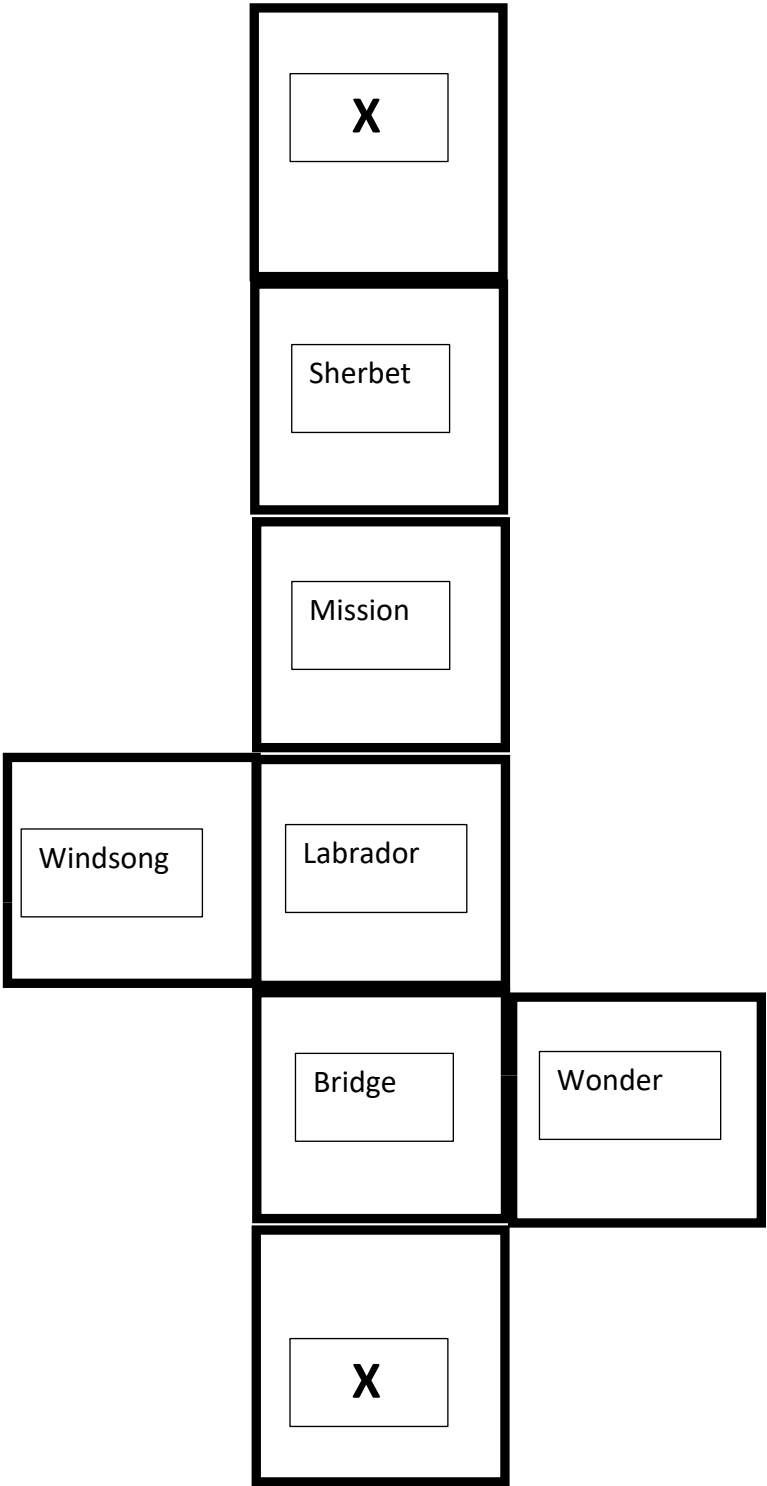 X
Sherbet
Mission
Windsong
Labrador
Bridge
Wonder
X